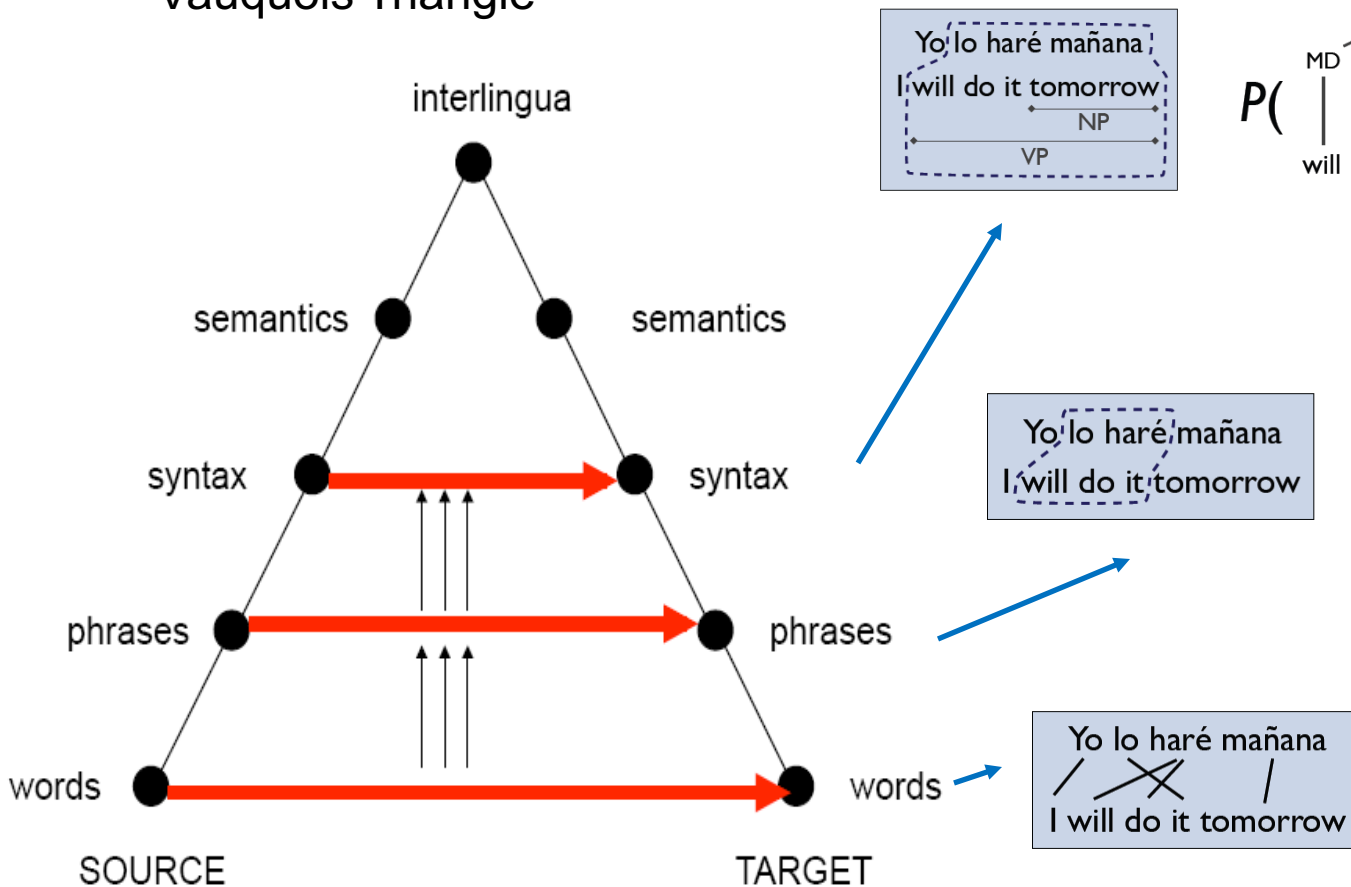 Vauquois Triangle
interlingua
semantics
semantics
syntax
syntax
phrases
phrases
words
words
SOURCE
TARGET
Yo lo haré mañana
I will do it tomorrow
NP
VP
P(
MD
will
Yo lo haré mañana
I will do it tomorrow
Yo lo haré mañana
I will do it tomorrow